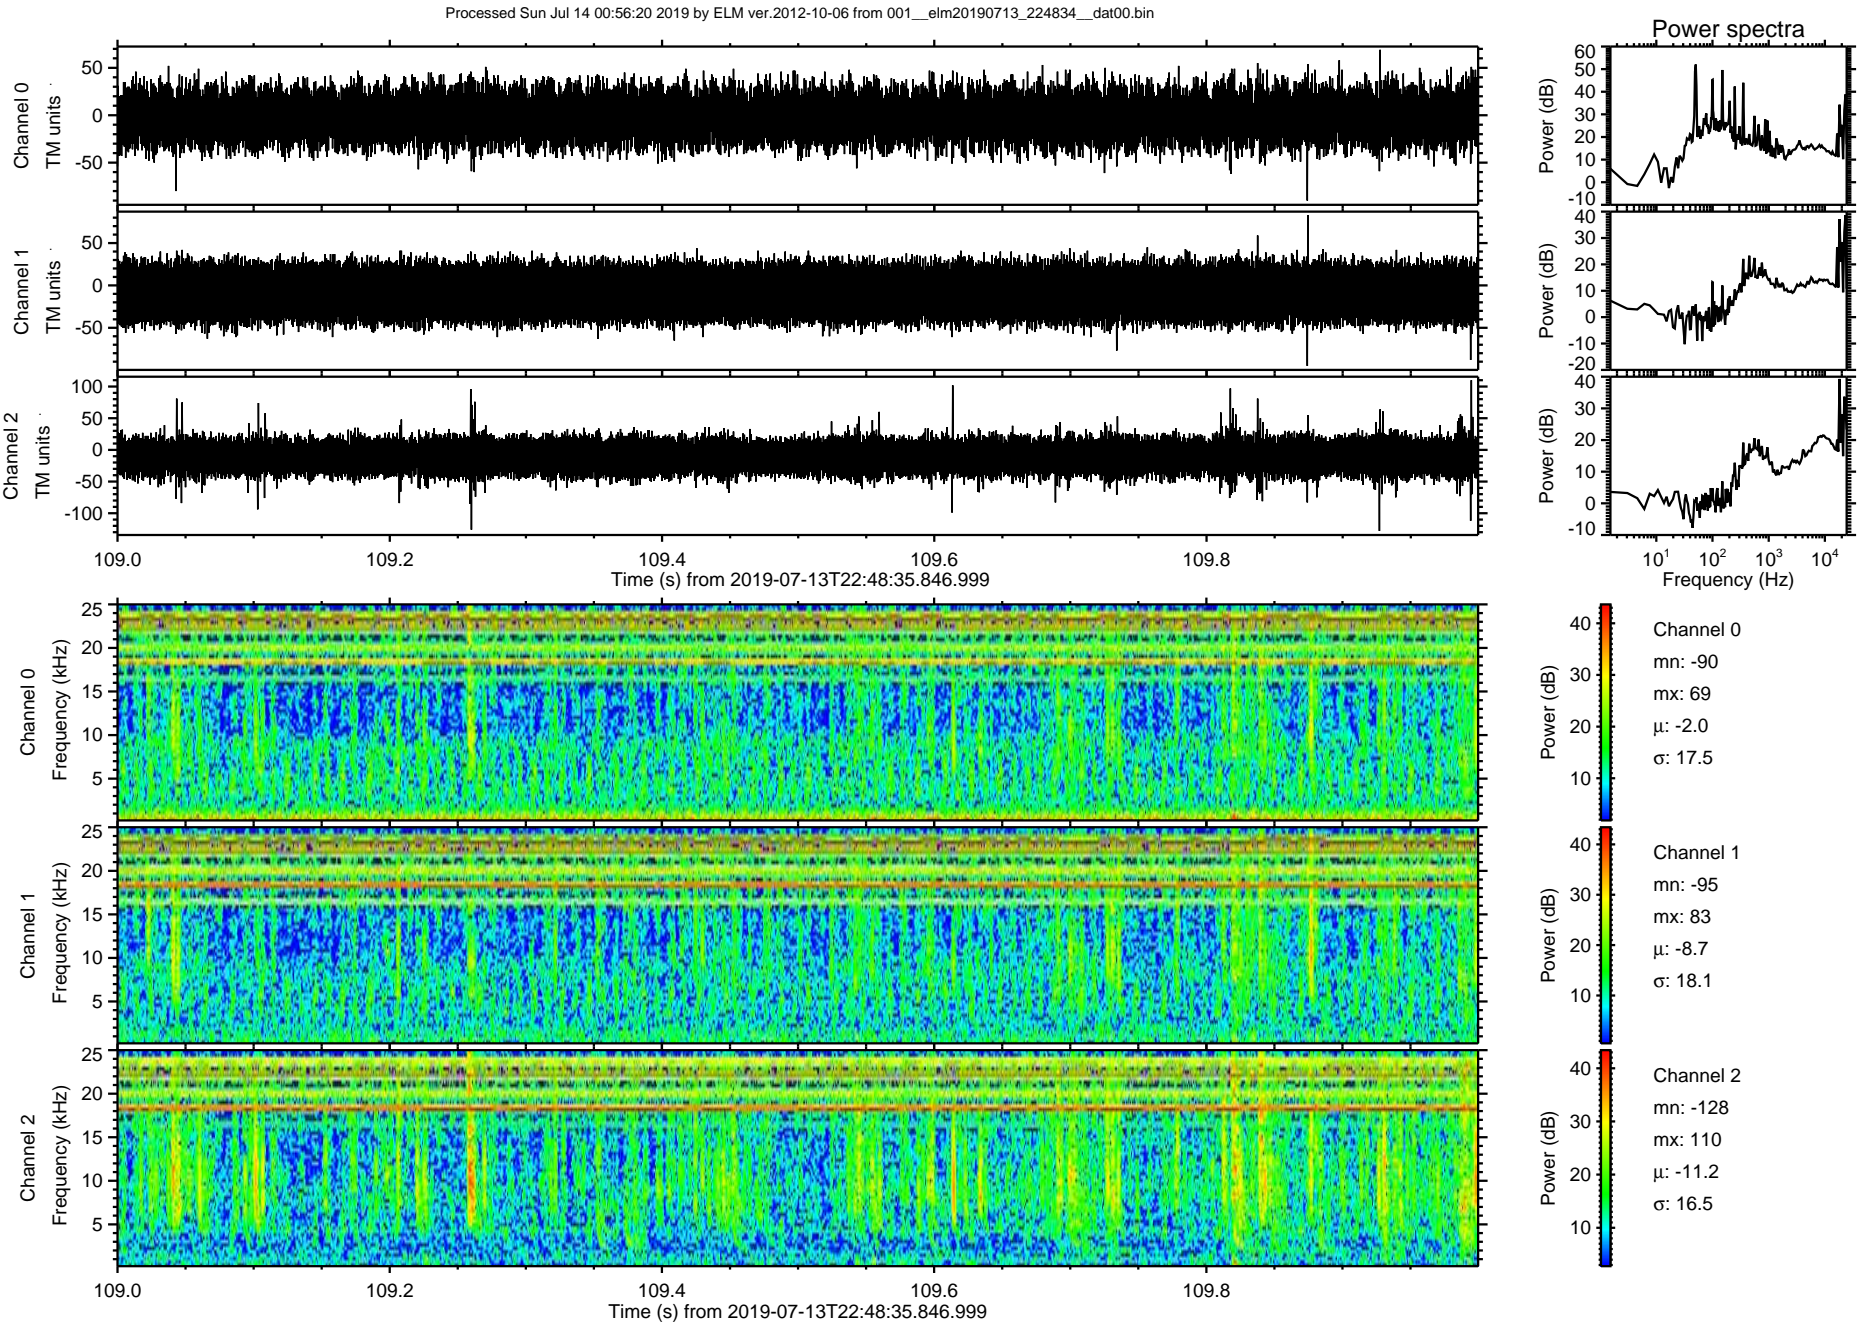 Processed Sun Jul 14 00:56:20 2019 by ELM ver.2012-10-06 from 001__elm20190713_224834__dat00.bin
Power spectra
Channel 0
TM units
50
0
-50
Power (dB)
60
50
40
30
20
10
0
-10
Channel 1
TM units
50
0
-50
Power (dB)
40
30
20
10
0
-10
-20
Channel 2
TM units
100
50
0
-50
-100
Power (dB)
40
30
20
10
0
-10
109.0 109.2 109.4 109.6 109.8
Time (s) from 2019-07-13T22:48:35.846.999
10^1 10^2 10^3 10^4
Frequency (Hz)
Channel 0
Frequency (kHz)
25
20
15
10
5
Power (dB)
40
30
20
10
Channel 0
mn: -90
mx: 69
μ: -2.0
σ: 17.5
Channel 1
Frequency (kHz)
25
20
15
10
5
Power (dB)
40
30
20
10
Channel 1
mn: -95
mx: 83
μ: -8.7
σ: 18.1
Channel 2
Frequency (kHz)
25
20
15
10
5
Power (dB)
40
30
20
10
Channel 2
mn: -128
mx: 110
μ: -11.2
σ: 16.5
109.0 109.2 109.4 109.6 109.8
Time (s) from 2019-07-13T22:48:35.846.999